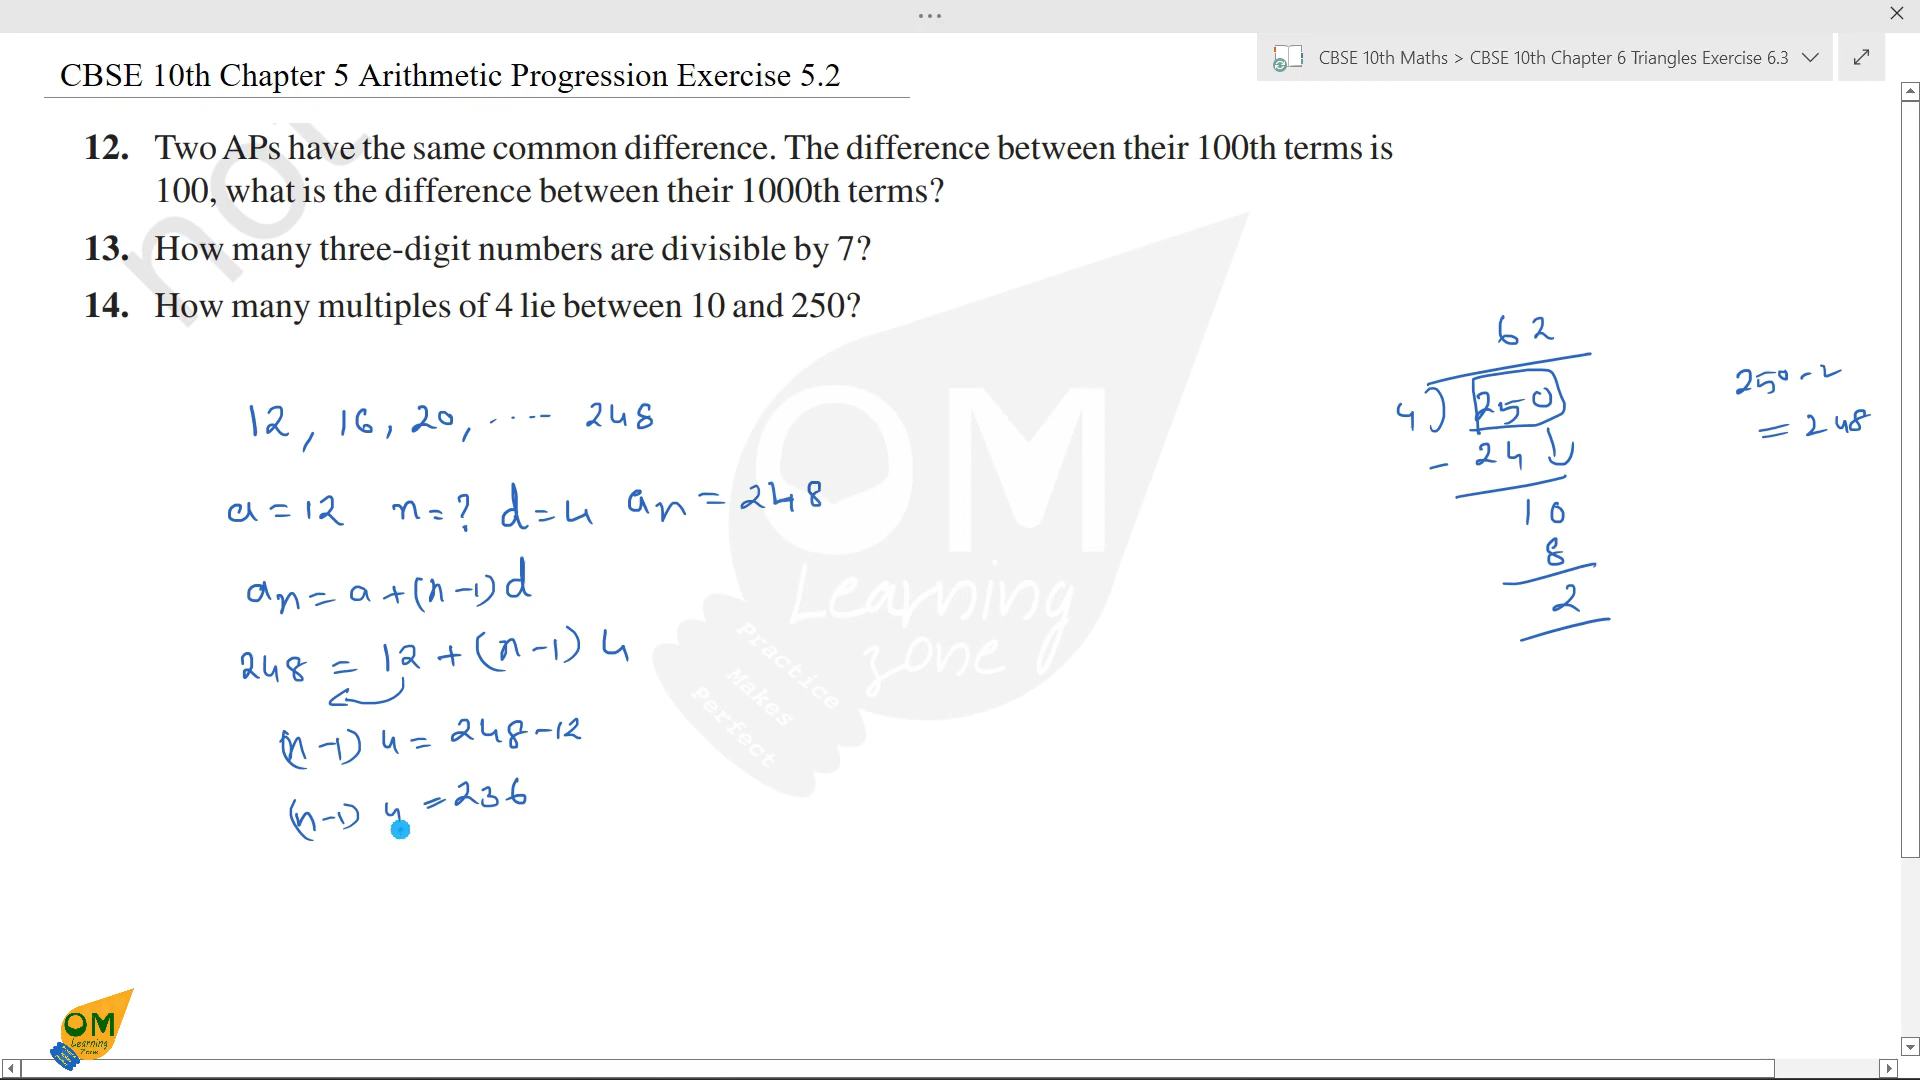 CBSE 10th Maths > CBSE 10th Chapter 6 Triangles Exercise 6.3
CBSE 10th Chapter 5 Arithmetic Progression Exercise 5.2
not
12. Two APs have the same common difference. The difference between their 100th terms is
100, what is the difference between their 1000th terms?
13. How many three-digit numbers are divisible by 7?
14. How many multiples of 4 lie between 10 and 250?
12, 16, 20, ..... 248
a = 12 n = ? d = 4 an = 248
an = a + (n-1) d
248 = 12 + (n-1) 4
(n-1) 4 = 248-12
(n-1) 4 = 236
62
4) 250
- 24
10
8
2
250-2
= 248
OM
Learning
zone
Practice
Makes
Perfect
OM
Learning
Zone